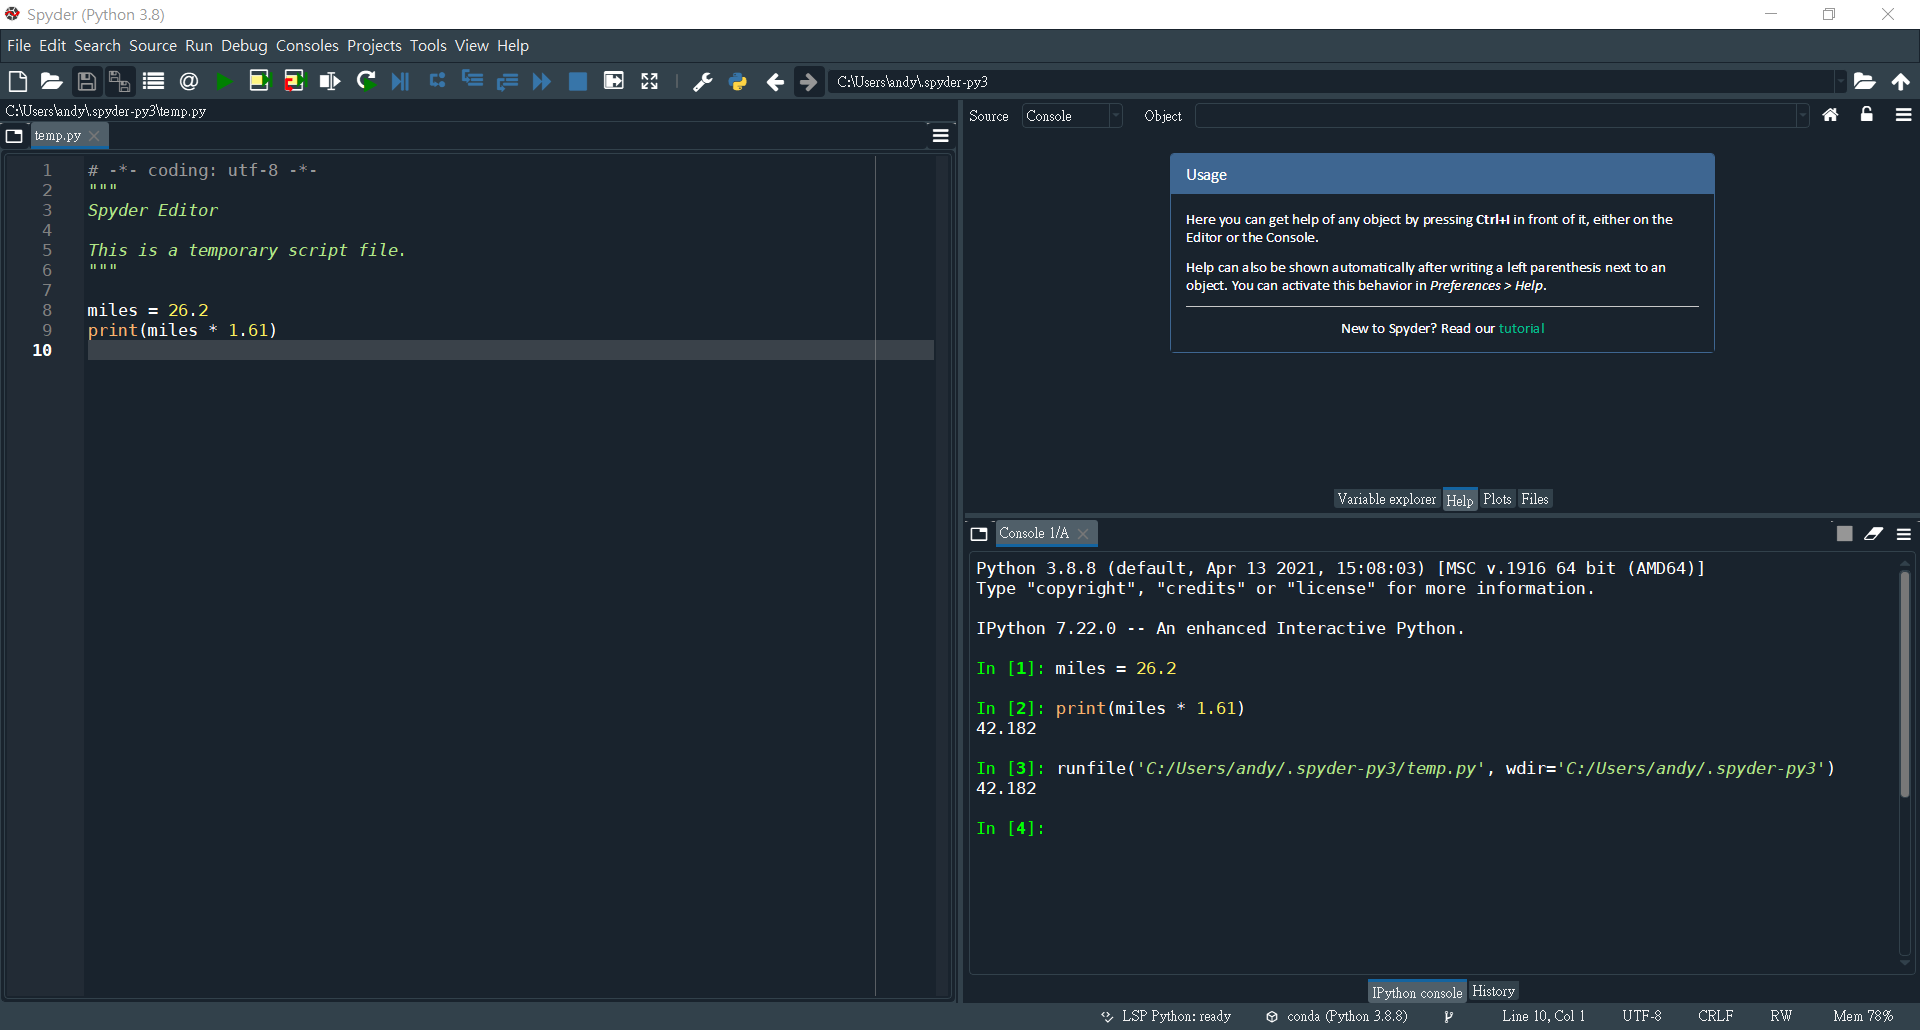 Spyder (Python 3.8)
File Edit Search Source Run Debug Consoles Projects Tools View Help
C:\Users\andy\.spyder-py3
C:\Users\andy\.spyder-py3\temp.py
temp.py
1 # -*- coding: utf-8 -*-
2 """
3 Spyder Editor
4
5 This is a temporary script file.
6 """
7
8 miles = 26.2
9 print(miles * 1.61)
10
Source Console Object
Usage
Here you can get help of any object by pressing Ctrl+I in front of it, either on the
Editor or the Console.
Help can also be shown automatically after writing a left parenthesis next to an
object. You can activate this behavior in Preferences > Help.
New to Spyder? Read our tutorial
Variable explorer Help Plots Files
Console 1/A
Python 3.8.8 (default, Apr 13 2021, 15:08:03) [MSC v.1916 64 bit (AMD64)]
Type "copyright", "credits" or "license" for more information.
IPython 7.22.0 -- An enhanced Interactive Python.
In [1]: miles = 26.2
In [2]: print(miles * 1.61)
42.182
In [3]: runfile('C:/Users/andy/.spyder-py3/temp.py', wdir='C:/Users/andy/.spyder-py3')
42.182
In [4]:
IPython console History
LSP Python: ready conda (Python 3.8.8) Line 10, Col 1 UTF-8 CRLF RW Mem 78%